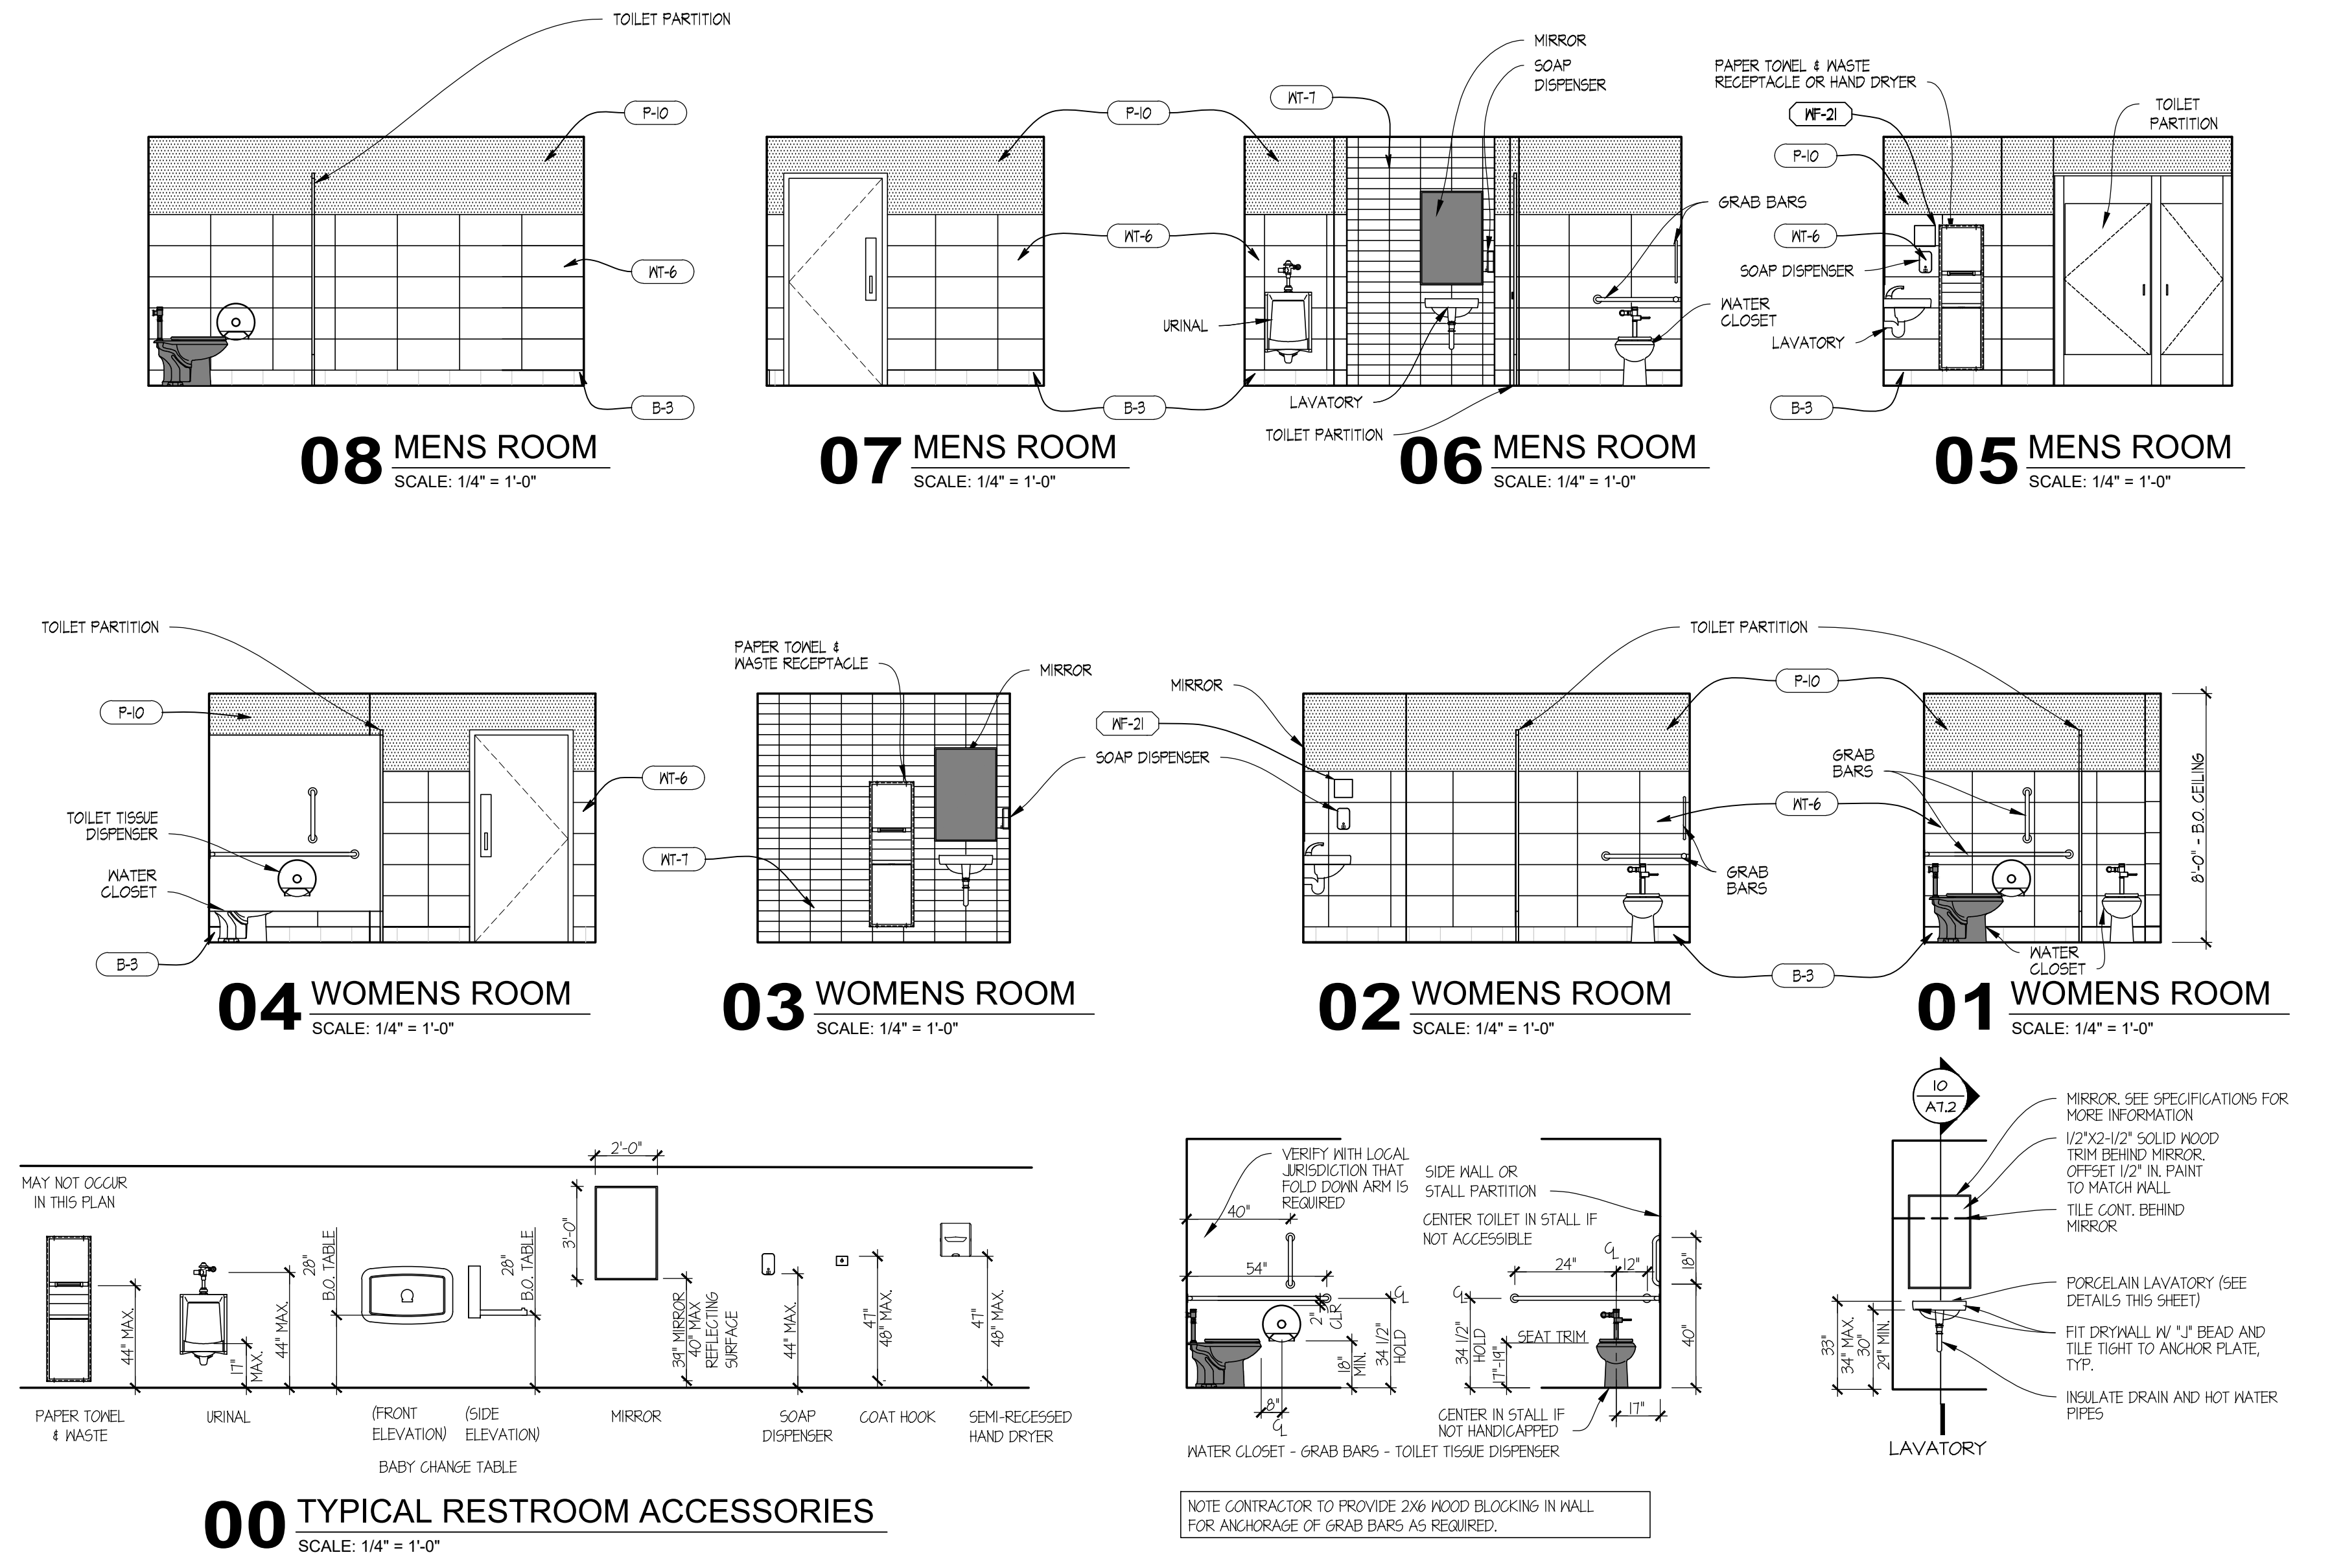 TOILET PARTITION
P-10
WT-6
B-3
08 MENS ROOM
SCALE: 1/4" = 1'-0"
P-10
WT-6
B-3
07 MENS ROOM
SCALE: 1/4" = 1'-0"
WT-7
MIRROR
SOAP
DISPENSER
GRAB BARS
WATER
CLOSET
URINAL
LAVATORY
TOILET PARTITION
06 MENS ROOM
SCALE: 1/4" = 1'-0"
PAPER TOWEL & WASTE
RECEPTACLE OR HAND DRYER
WF-21
TOILET
PARTITION
P-10
WT-6
SOAP DISPENSER
LAVATORY
B-3
05 MENS ROOM
SCALE: 1/4" = 1'-0"
TOILET PARTITION
P-10
WT-6
TOILET TISSUE
DISPENSER
WATER
CLOSET
B-3
04 WOMENS ROOM
SCALE: 1/4" = 1'-0"
PAPER TOWEL &
WASTE RECEPTACLE
MIRROR
WT-7
03 WOMENS ROOM
SCALE: 1/4" = 1'-0"
MIRROR
WF-21
SOAP DISPENSER
TOILET PARTITION
P-10
WT-6
GRAB
BARS
B-3
02 WOMENS ROOM
SCALE: 1/4" = 1'-0"
GRAB
BARS
8'-0" - B.O. CEILING
WATER
CLOSET
01 WOMENS ROOM
SCALE: 1/4" = 1'-0"
MAY NOT OCCUR
IN THIS PLAN
44" MAX.
PAPER TOWEL
& WASTE
17"
MAX.
44" MAX.
URINAL
28"
B.O. TABLE
28"
B.O. TABLE
(FRONT
ELEVATION)
(SIDE
ELEVATION)
BABY CHANGE TABLE
2'-0"
3'-0"
39" MIRROR
40" MAX
REFLECTING
SURFACE
MIRROR
44" MAX.
SOAP
DISPENSER
47"
48" MAX.
COAT HOOK
47"
48" MAX.
SEMI-RECESSED
HAND DRYER
00 TYPICAL RESTROOM ACCESSORIES
SCALE: 1/4" = 1'-0"
VERIFY WITH LOCAL
JURISDICTION THAT
FOLD DOWN ARM IS
REQUIRED
40"
54"
2"
CLR
18"
MIN.
34 1/2"
HOLD
CL
8"
CL
SIDE WALL OR
STALL PARTITION
CENTER TOILET IN STALL IF
NOT ACCESSIBLE
CL
24"
12"
18"
CL
34 1/2"
HOLD
SEAT TRIM
17"-19"
40"
17"
CENTER IN STALL IF
NOT HANDICAPPED
WATER CLOSET - GRAB BARS - TOILET TISSUE DISPENSER
NOTE CONTRACTOR TO PROVIDE 2X6 WOOD BLOCKING IN WALL
FOR ANCHORAGE OF GRAB BARS AS REQUIRED.
10
A7.2
MIRROR. SEE SPECIFICATIONS FOR
MORE INFORMATION
1/2"X2-1/2" SOLID WOOD
TRIM BEHIND MIRROR.
OFFSET 1/2" IN. PAINT
TO MATCH WALL
TILE CONT. BEHIND
MIRROR
PORCELAIN LAVATORY (SEE
DETAILS THIS SHEET)
FIT DRYWALL W/ "J" BEAD AND
TILE TIGHT TO ANCHOR PLATE,
TYP.
INSULATE DRAIN AND HOT WATER
PIPES
33"
34" MAX.
30"
29" MIN.
LAVATORY